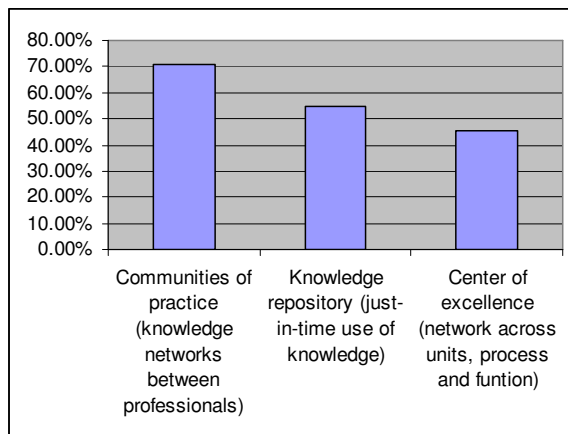 80.00%
70.00%
60.00%
50.00%
40.00%
30.00%
20.00%
10.00%
0.00%
Communities of
practice
(knowledge
networks
between
professionals)
Knowledge
repository (just-
in-time use of
knowledge)
Center of
excellence
(network across
units, process
and funtion)